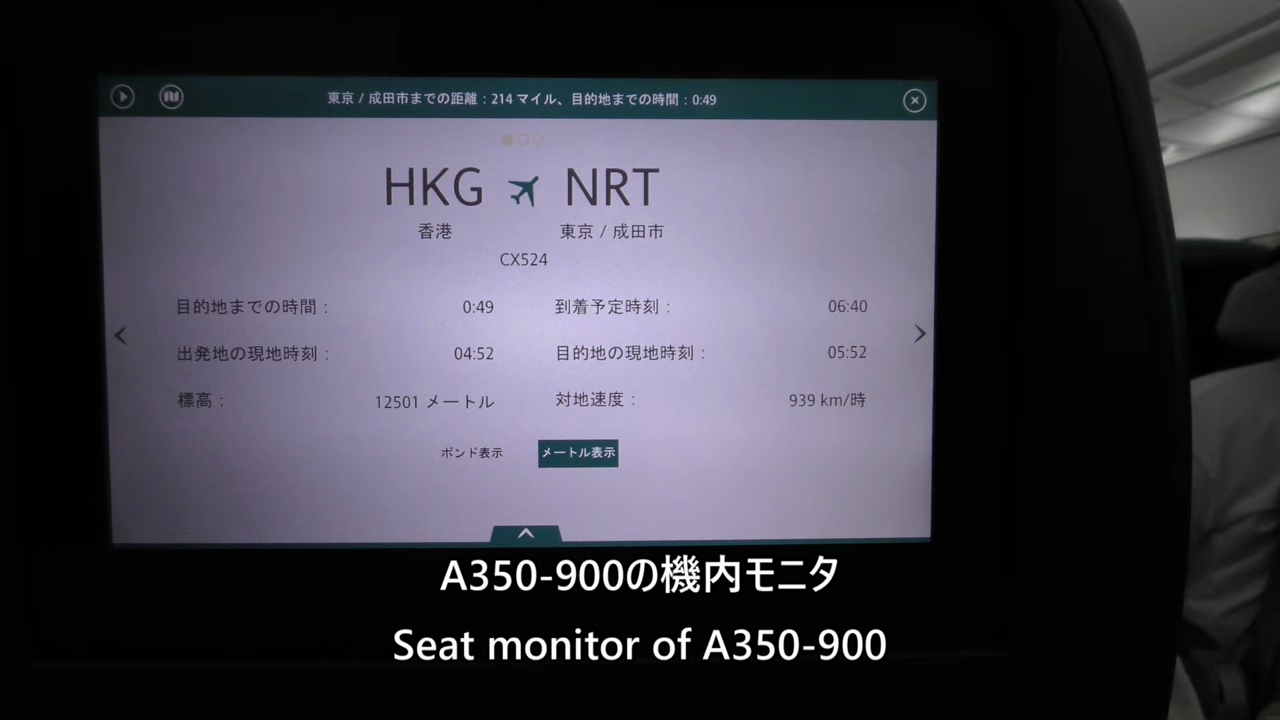 東京 / 成田市までの距離：214 マイル、目的地までの時間：0:49
HKG NRT
香港 東京 / 成田市
CX524
目的地までの時間： 0:49 到着予定時刻： 06:40
出発地の現地時刻： 04:52 目的地の現地時刻： 05:52
標高： 12501 メートル 対地速度： 939 km/時
ポンド表示 メートル表示
A350-900の機内モニタ
Seat monitor of A350-900